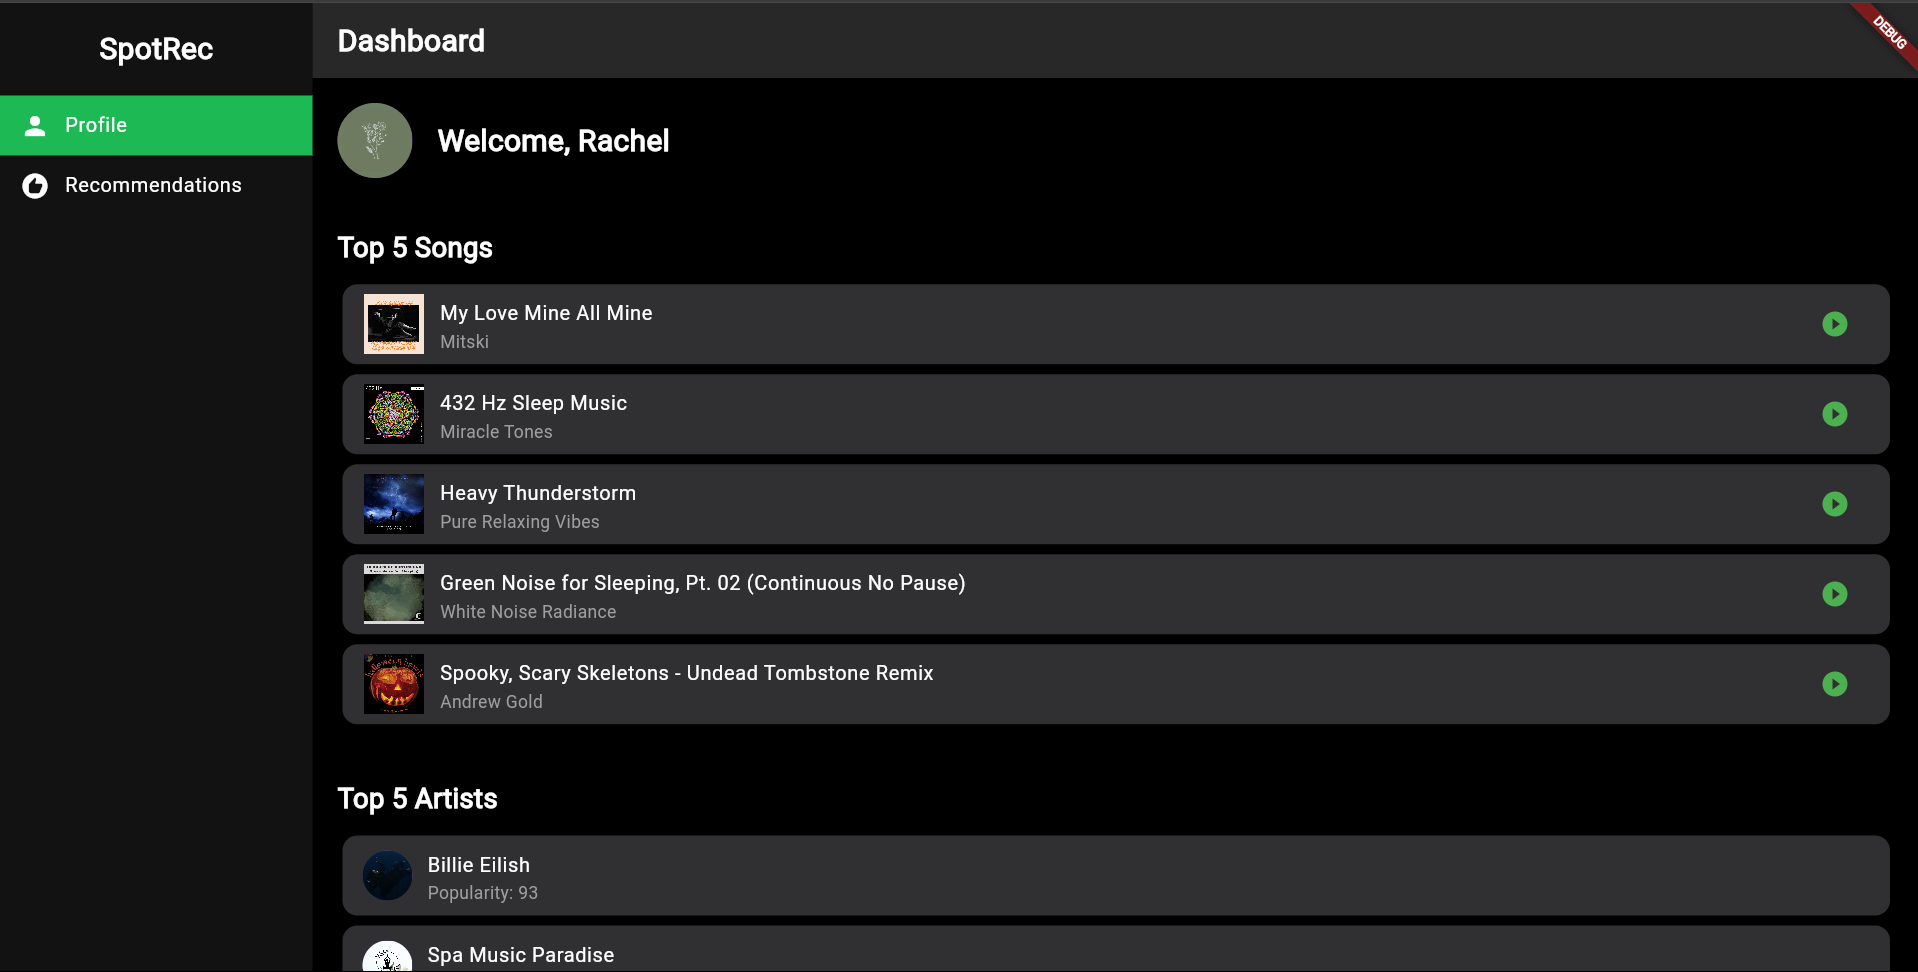 SpotRec
Profile
Recommendations
Dashboard
DEBUG
Welcome, Rachel
Top 5 Songs
My Love Mine All Mine
Mitski
432 Hz Sleep Music
Miracle Tones
Heavy Thunderstorm
Pure Relaxing Vibes
Green Noise for Sleeping, Pt. 02 (Continuous No Pause)
White Noise Radiance
Spooky, Scary Skeletons - Undead Tombstone Remix
Andrew Gold
Top 5 Artists
Billie Eilish
Popularity: 93
Spa Music Paradise